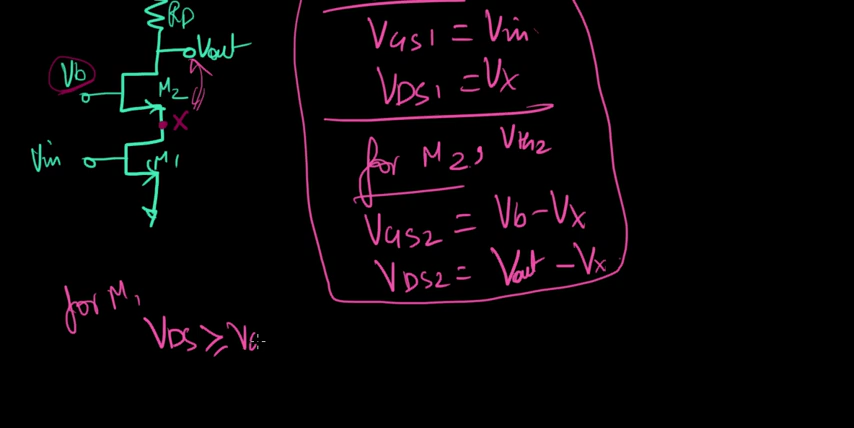 RD
Vout
Vb
M2
X
Vin
M1
VGS1 = Vin
VDS1 = VX
for M2, VTH2
VGS2 = Vb - VX
VDS2 = Vout - VX
for M1
VDS ≥ VG